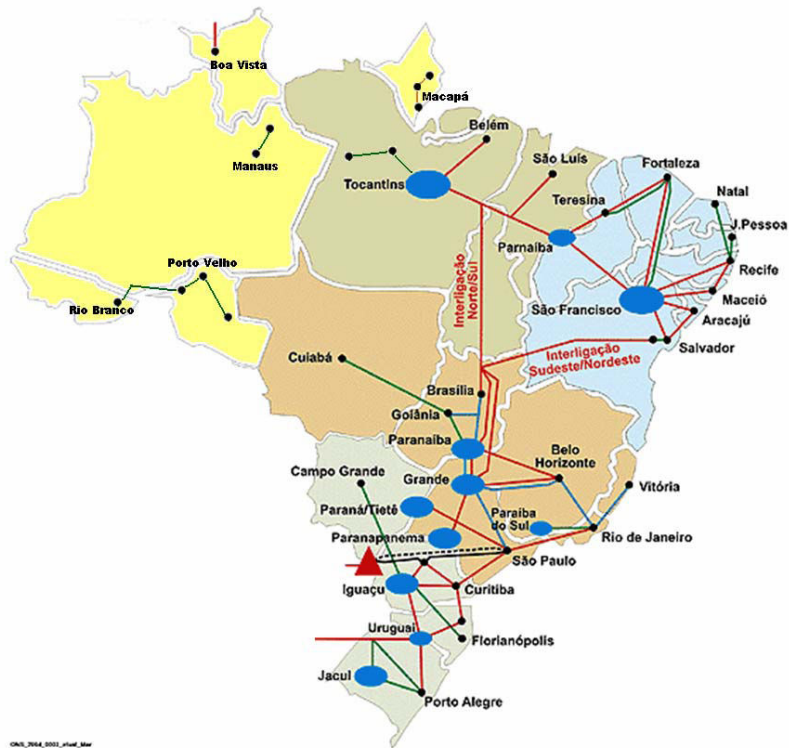 Boa Vista
Macapá
Belém
Manaus
São Luís
Fortaleza
Tocantins
Teresina
Natal
J.Pessoa
Parnaíba
Porto Velho
Recife
Interligação
Norte/Sul
São Francisco
Maceió
Rio Branco
Aracajú
Interligação
Sudeste/Nordeste
Salvador
Cuiabá
Brasília
Goiânia
Paranaíba
Belo
Horizonte
Campo Grande
Grande
Vitória
Paraná/Tietê
Paraíba
do Sul
Paranapanema
Rio de Janeiro
São Paulo
Iguaçu
Curitiba
Uruguai
Florianópolis
Jacuí
Porto Alegre